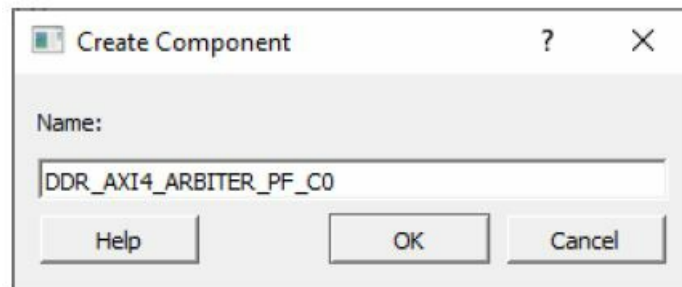 Create Component
?
Name:
DDR_AXI4_ARBITER_PF_C0
Help
OK
Cancel